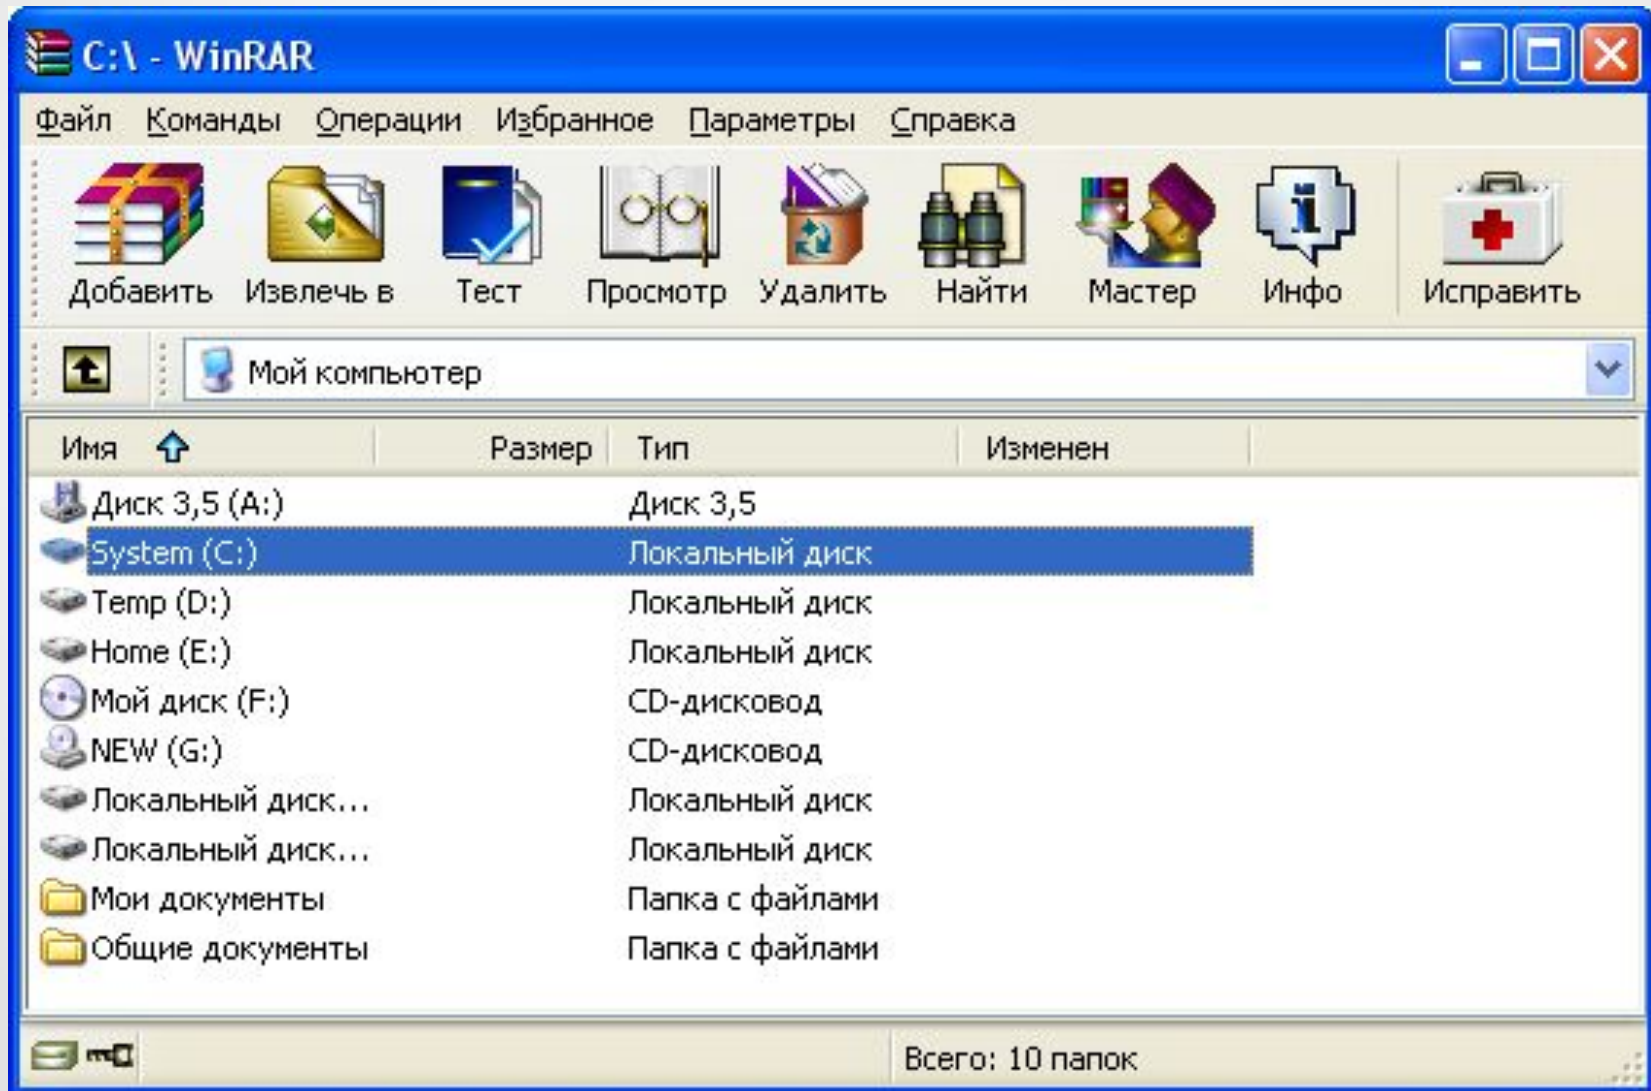 C:\ - WinRAR
Файл Команды Операции Избранное Параметры Справка
Добавить Извлечь в Тест Просмотр Удалить Найти Мастер Инфо Исправить
Мой компьютер
Имя Размер Тип Изменен
Диск 3,5 (A:) Диск 3,5
System (C:) Локальный диск
Temp (D:) Локальный диск
Home (E:) Локальный диск
Мой диск (F:) CD-дисковод
NEW (G:) CD-дисковод
Локальный диск... Локальный диск
Локальный диск... Локальный диск
Мои документы Папка с файлами
Общие документы Папка с файлами
Всего: 10 папок